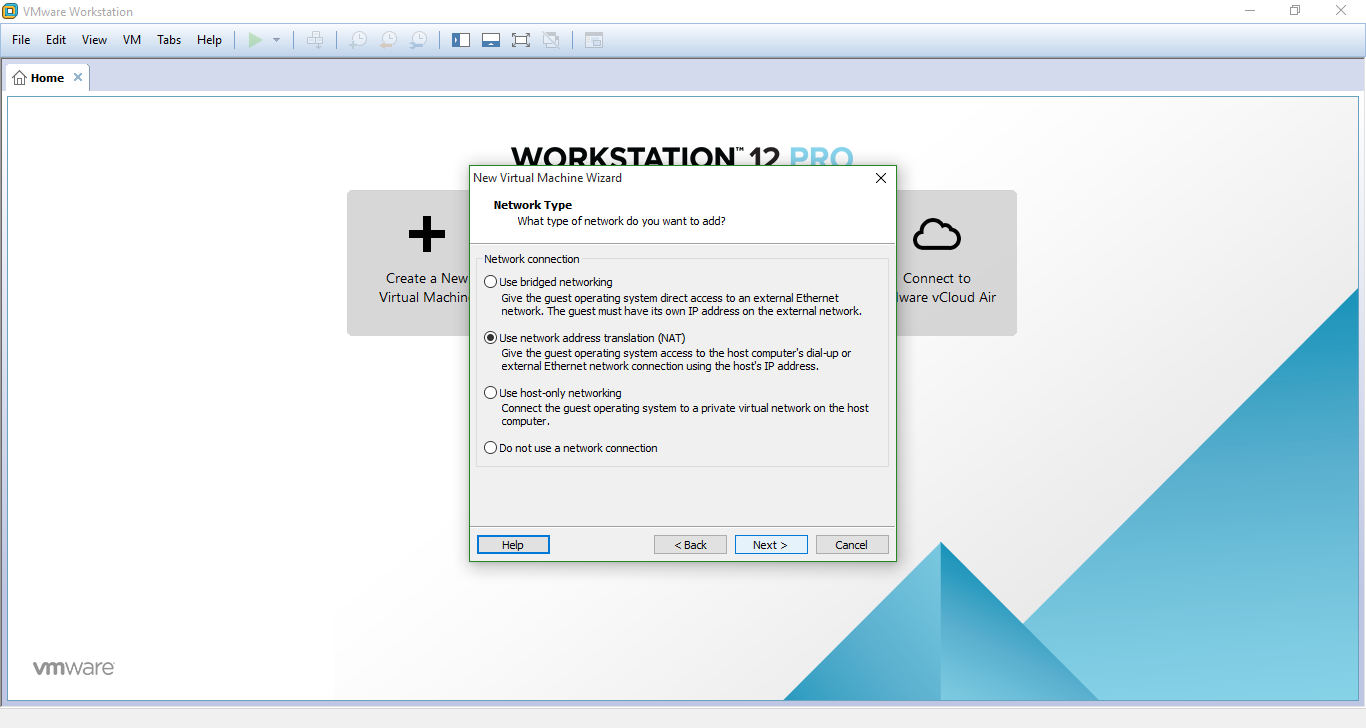 VMware Workstation
File Edit View VM Tabs Help
Home
WORKSTATION™ 12 PRO
New Virtual Machine Wizard
Network Type
What type of network do you want to add?
Create a New
Virtual Machin
Connect to
ware vCloud Air
Network connection
Use bridged networking
Give the guest operating system direct access to an external Ethernet
network. The guest must have its own IP address on the external network.
Use network address translation (NAT)
Give the guest operating system access to the host computer's dial-up or
external Ethernet network connection using the host's IP address.
Use host-only networking
Connect the guest operating system to a private virtual network on the host
computer.
Do not use a network connection
Help < Back Next > Cancel
vmware